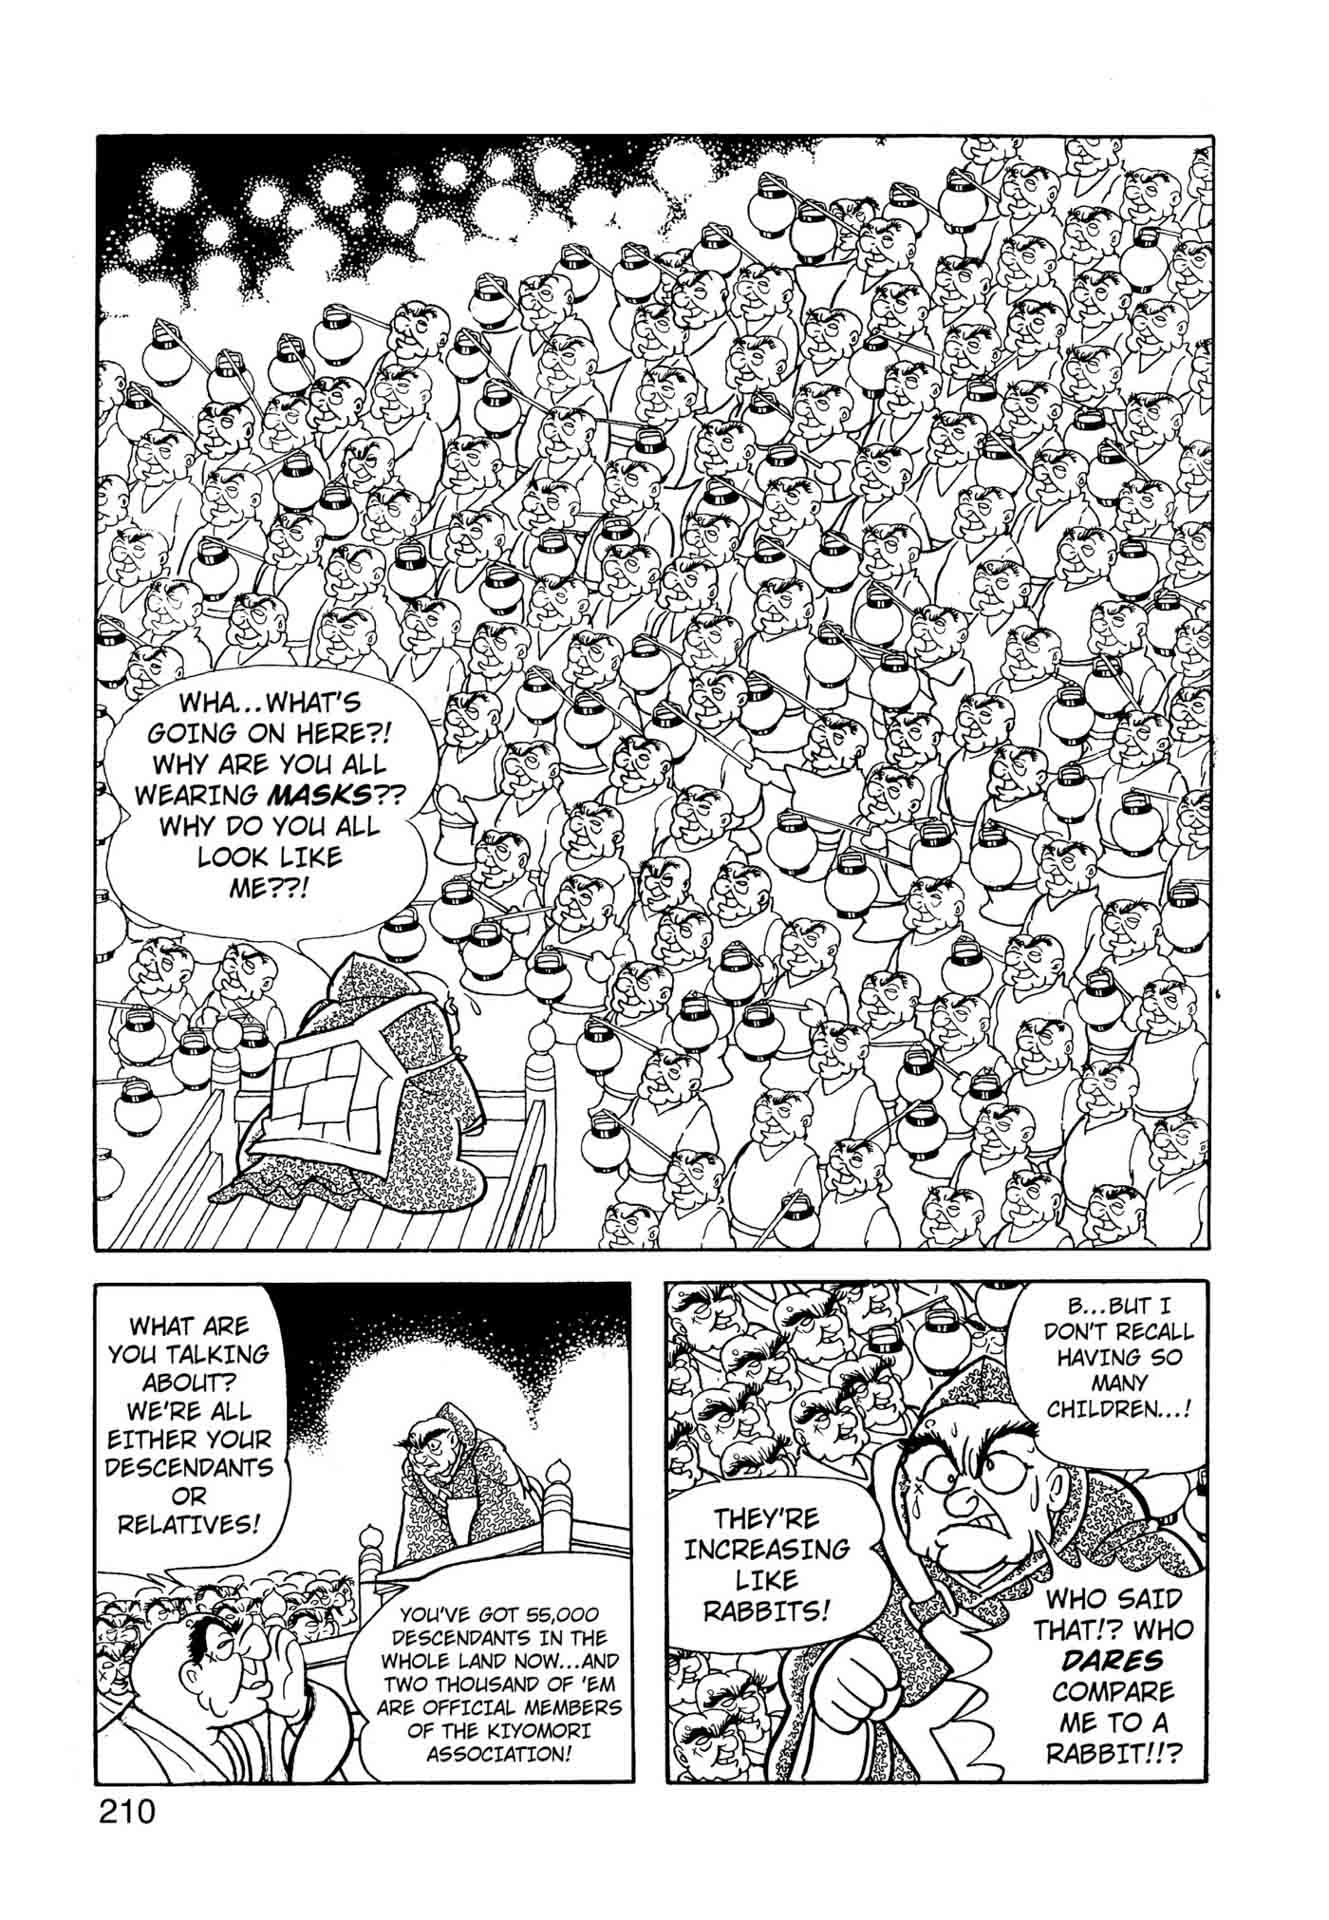 WHA...WHAT'S
GOING ON HERE?!
WHY ARE YOU ALL
WEARING MASKS??
WHY DO YOU ALL
LOOK LIKE
ME??!
WHAT ARE
YOU TALKING
ABOUT?
WE'RE ALL
EITHER YOUR
DESCENDANTS
OR
RELATIVES!
YOU'VE GOT 55,000
DESCENDANTS IN THE
WHOLE LAND NOW...AND
TWO THOUSAND OF 'EM
ARE OFFICIAL MEMBERS
OF THE KIYOMORI
ASSOCIATION!
B...BUT I
DON'T RECALL
HAVING SO
MANY
CHILDREN...!
THEY'RE
INCREASING
LIKE
RABBITS!
WHO SAID
THAT!? WHO
DARES
COMPARE
ME TO A
RABBIT!!?
210